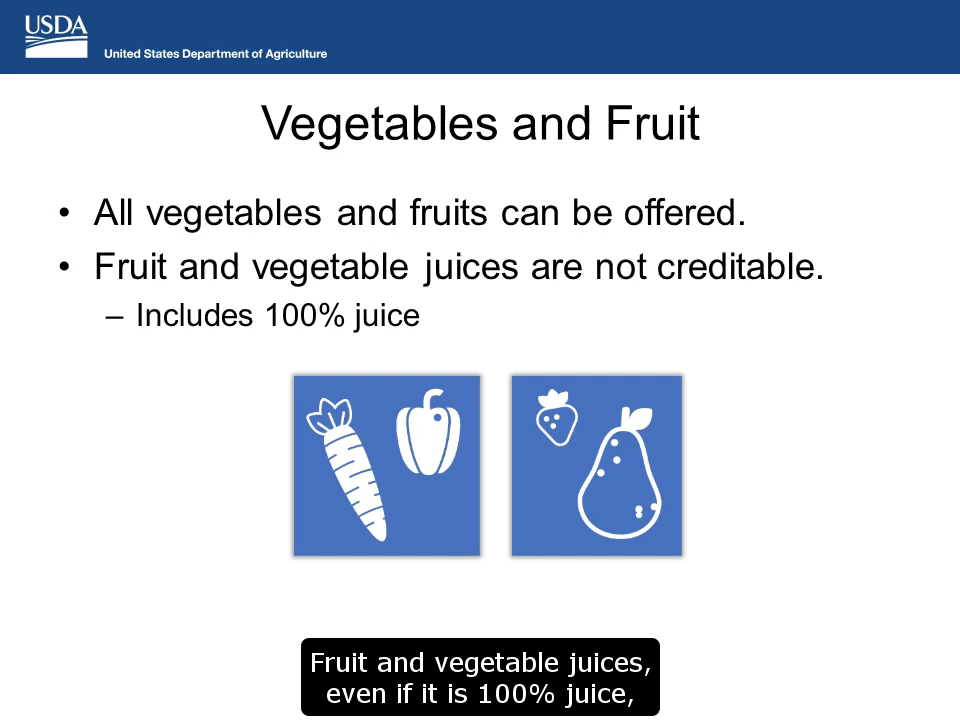 USDA
United States Department of Agriculture
Vegetables and Fruit
• All vegetables and fruits can be offered.
• Fruit and vegetable juices are not creditable.
– Includes 100% juice
Fruit and vegetable juices,
even if it is 100% juice,